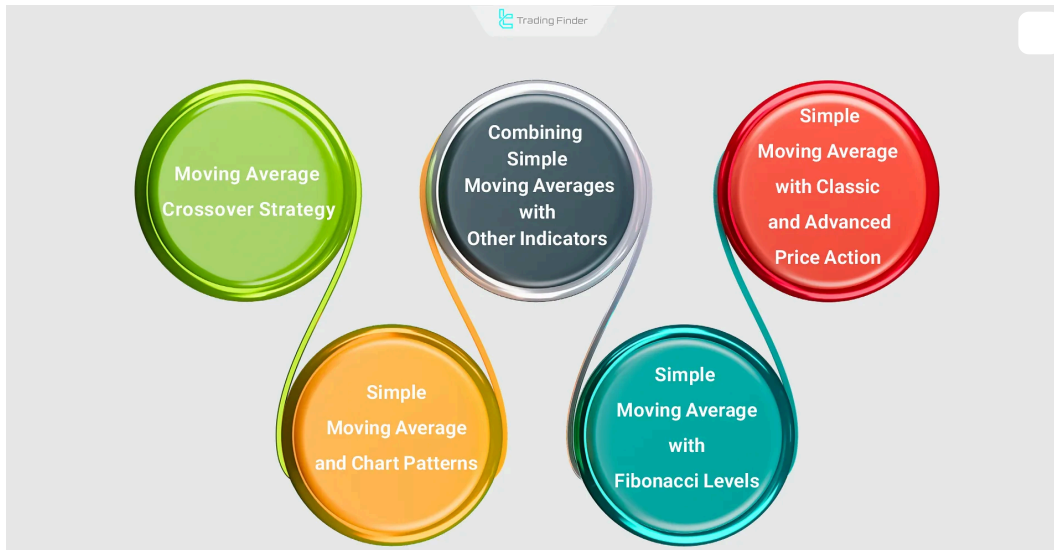 Trading Finder
Moving Average
Crossover Strategy
Simple
Moving Average
and Chart Patterns
Combining
Simple
Moving Averages
with
Other Indicators
Simple
Moving Average
with
Fibonacci Levels
Simple
Moving Average
with Classic
and Advanced
Price Action